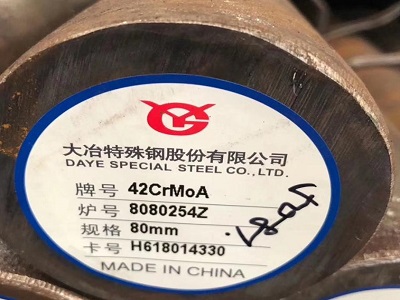 大冶特殊钢股份有限公司
DAYE SPECIAL STEEL CO., LTD.
牌号 42CrMoA
炉号 8080254Z
规格 80mm
卡号 H618014330
MADE IN CHINA